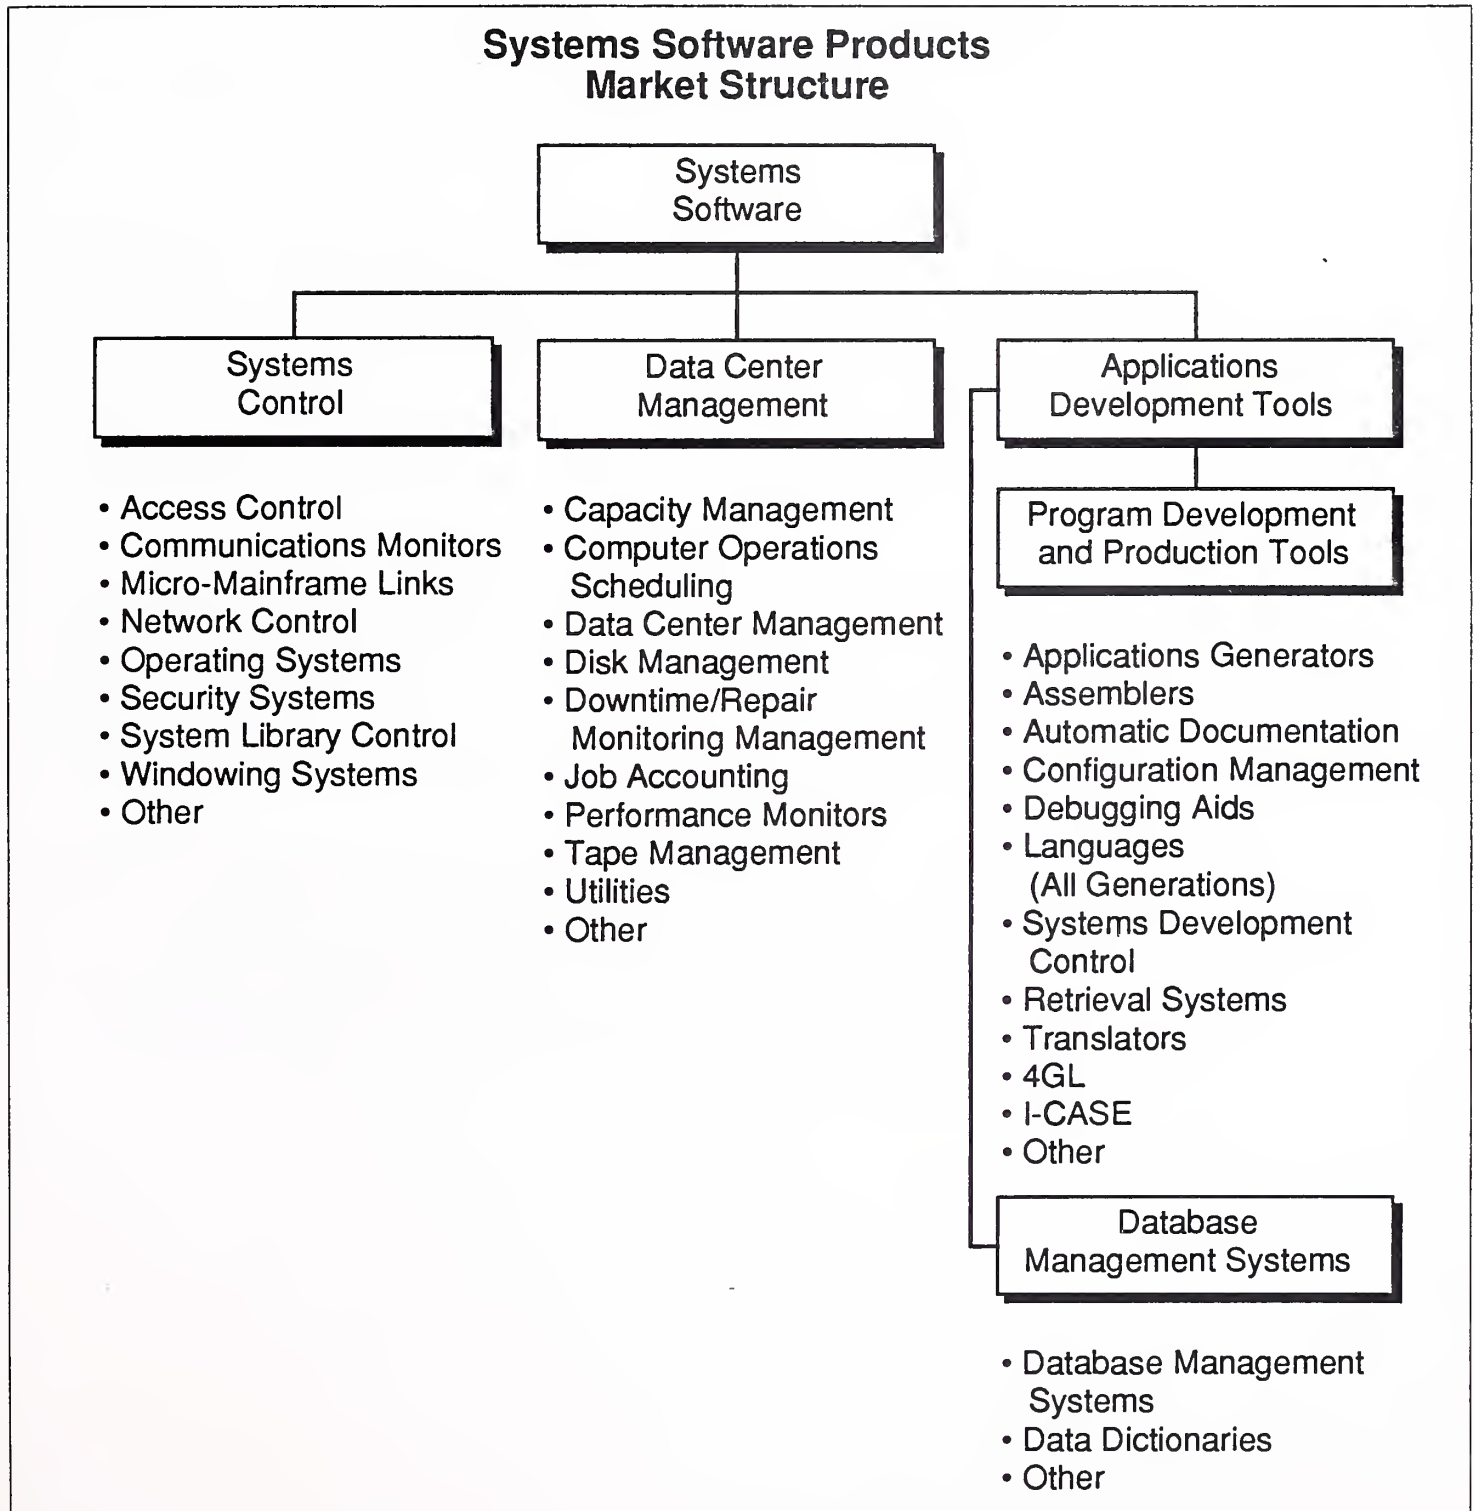 Systems Software Products
Market Structure
Systems
Software
Systems
Control
• Access Control
• Communications Monitors
• Micro-Mainframe Links
• Network Control
• Operating Systems
• Security Systems
• System Library Control
• Windowing Systems
• Other
Data Center
Management
• Capacity Management
• Computer Operations
Scheduling
• Data Center Management
• Disk Management
• Downtime/Repair
Monitoring Management
• Job Accounting
• Performance Monitors
• Tape Management
• Utilities
• Other
Applications
Development Tools
Program Development
and Production Tools
• Applications Generators
• Assemblers
• Automatic Documentation
• Configuration Management
• Debugging Aids
• Languages
(All Generations)
• Systems Development
Control
• Retrieval Systems
• Translators
• 4GL
• I-CASE
• Other
Database
Management Systems
• Database Management
Systems
• Data Dictionaries
• Other